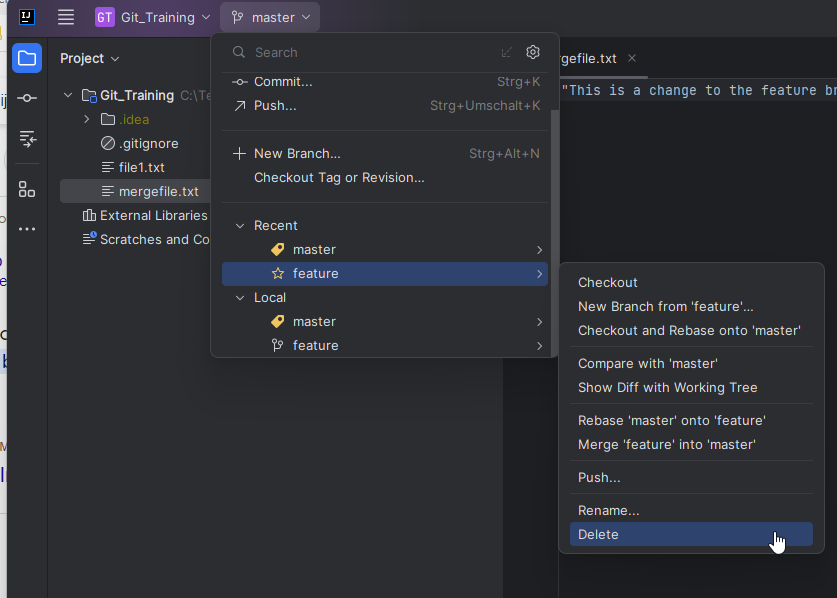 IJ
GT Git_Training master
Project
Git_Training C:\Te
.idea
.gitignore
file1.txt
mergefile.txt
External Libraries
Scratches and Co
Search
Commit... Strg+K
Push... Strg+Umschalt+K
New Branch... Strg+Alt+N
Checkout Tag or Revision...
Recent
master
feature
Local
master
feature
gefile.txt
"This is a change to the feature br
Checkout
New Branch from 'feature'...
Checkout and Rebase onto 'master'
Compare with 'master'
Show Diff with Working Tree
Rebase 'master' onto 'feature'
Merge 'feature' into 'master'
Push...
Rename...
Delete